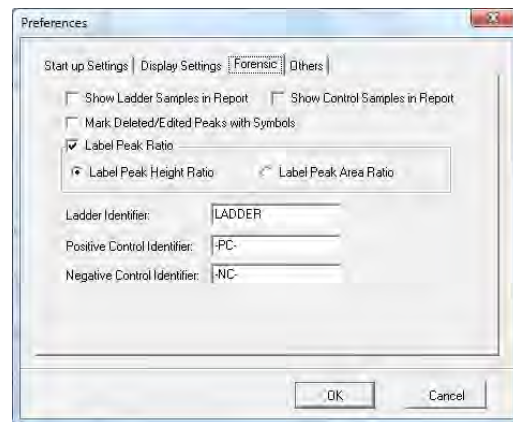 Preferences
Start up Settings Display Settings Forensic Others
Show Ladder Samples in Report Show Control Samples in Report
Mark Deleted/Edited Peaks with Symbols
Label Peak Ratio
Label Peak Height Ratio Label Peak Area Ratio
Ladder Identifier: LADDER
Positive Control Identifier: -PC-
Negative Control Identifier: -NC-
OK Cancel